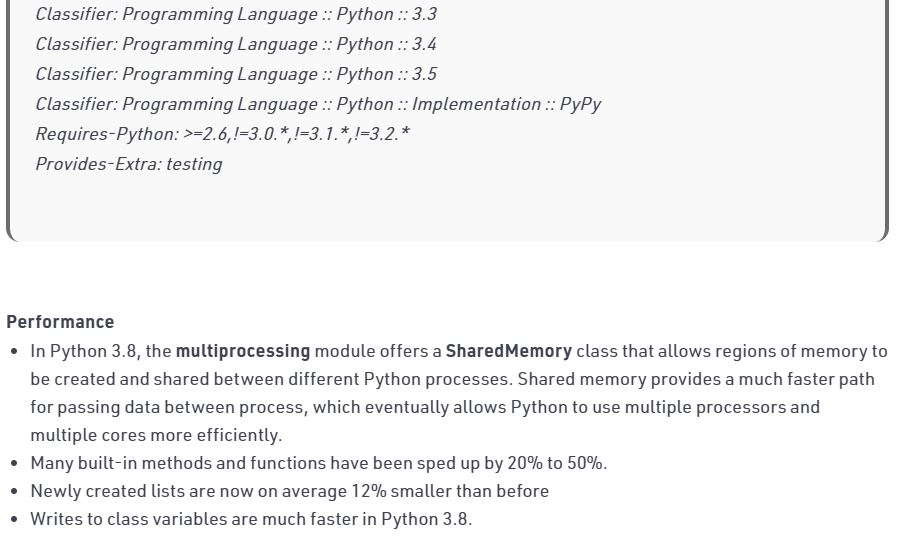 Classifier: Programming Language :: Python :: 3.3
Classifier: Programming Language :: Python :: 3.4
Classifier: Programming Language :: Python :: 3.5
Classifier: Programming Language :: Python :: Implementation :: PyPy
Requires-Python: >=2.6,!=3.0.*,!=3.1.*,!=3.2.*
Provides-Extra: testing
Performance
• In Python 3.8, the multiprocessing module offers a SharedMemory class that allows regions of memory to
be created and shared between different Python processes. Shared memory provides a much faster path
for passing data between process, which eventually allows Python to use multiple processors and
multiple cores more efficiently.
• Many built-in methods and functions have been sped up by 20% to 50%.
• Newly created lists are now on average 12% smaller than before
• Writes to class variables are much faster in Python 3.8.